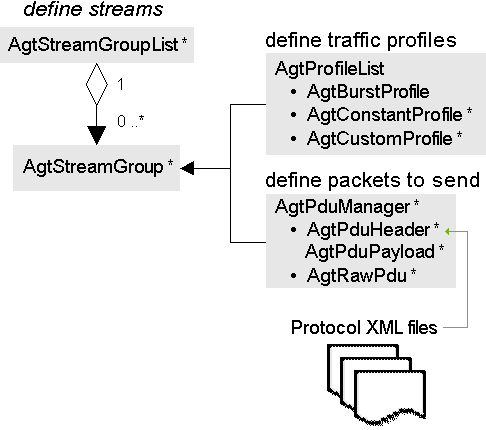 define streams
AgtStreamGroupList *
1
0 ..*
AgtStreamGroup *
define traffic profiles
AgtProfileList
• AgtBurstProfile
• AgtConstantProfile *
• AgtCustomProfile *
define packets to send
AgtPduManager *
• AgtPduHeader *
AgtPduPayload *
• AgtRawPdu *
Protocol XML files